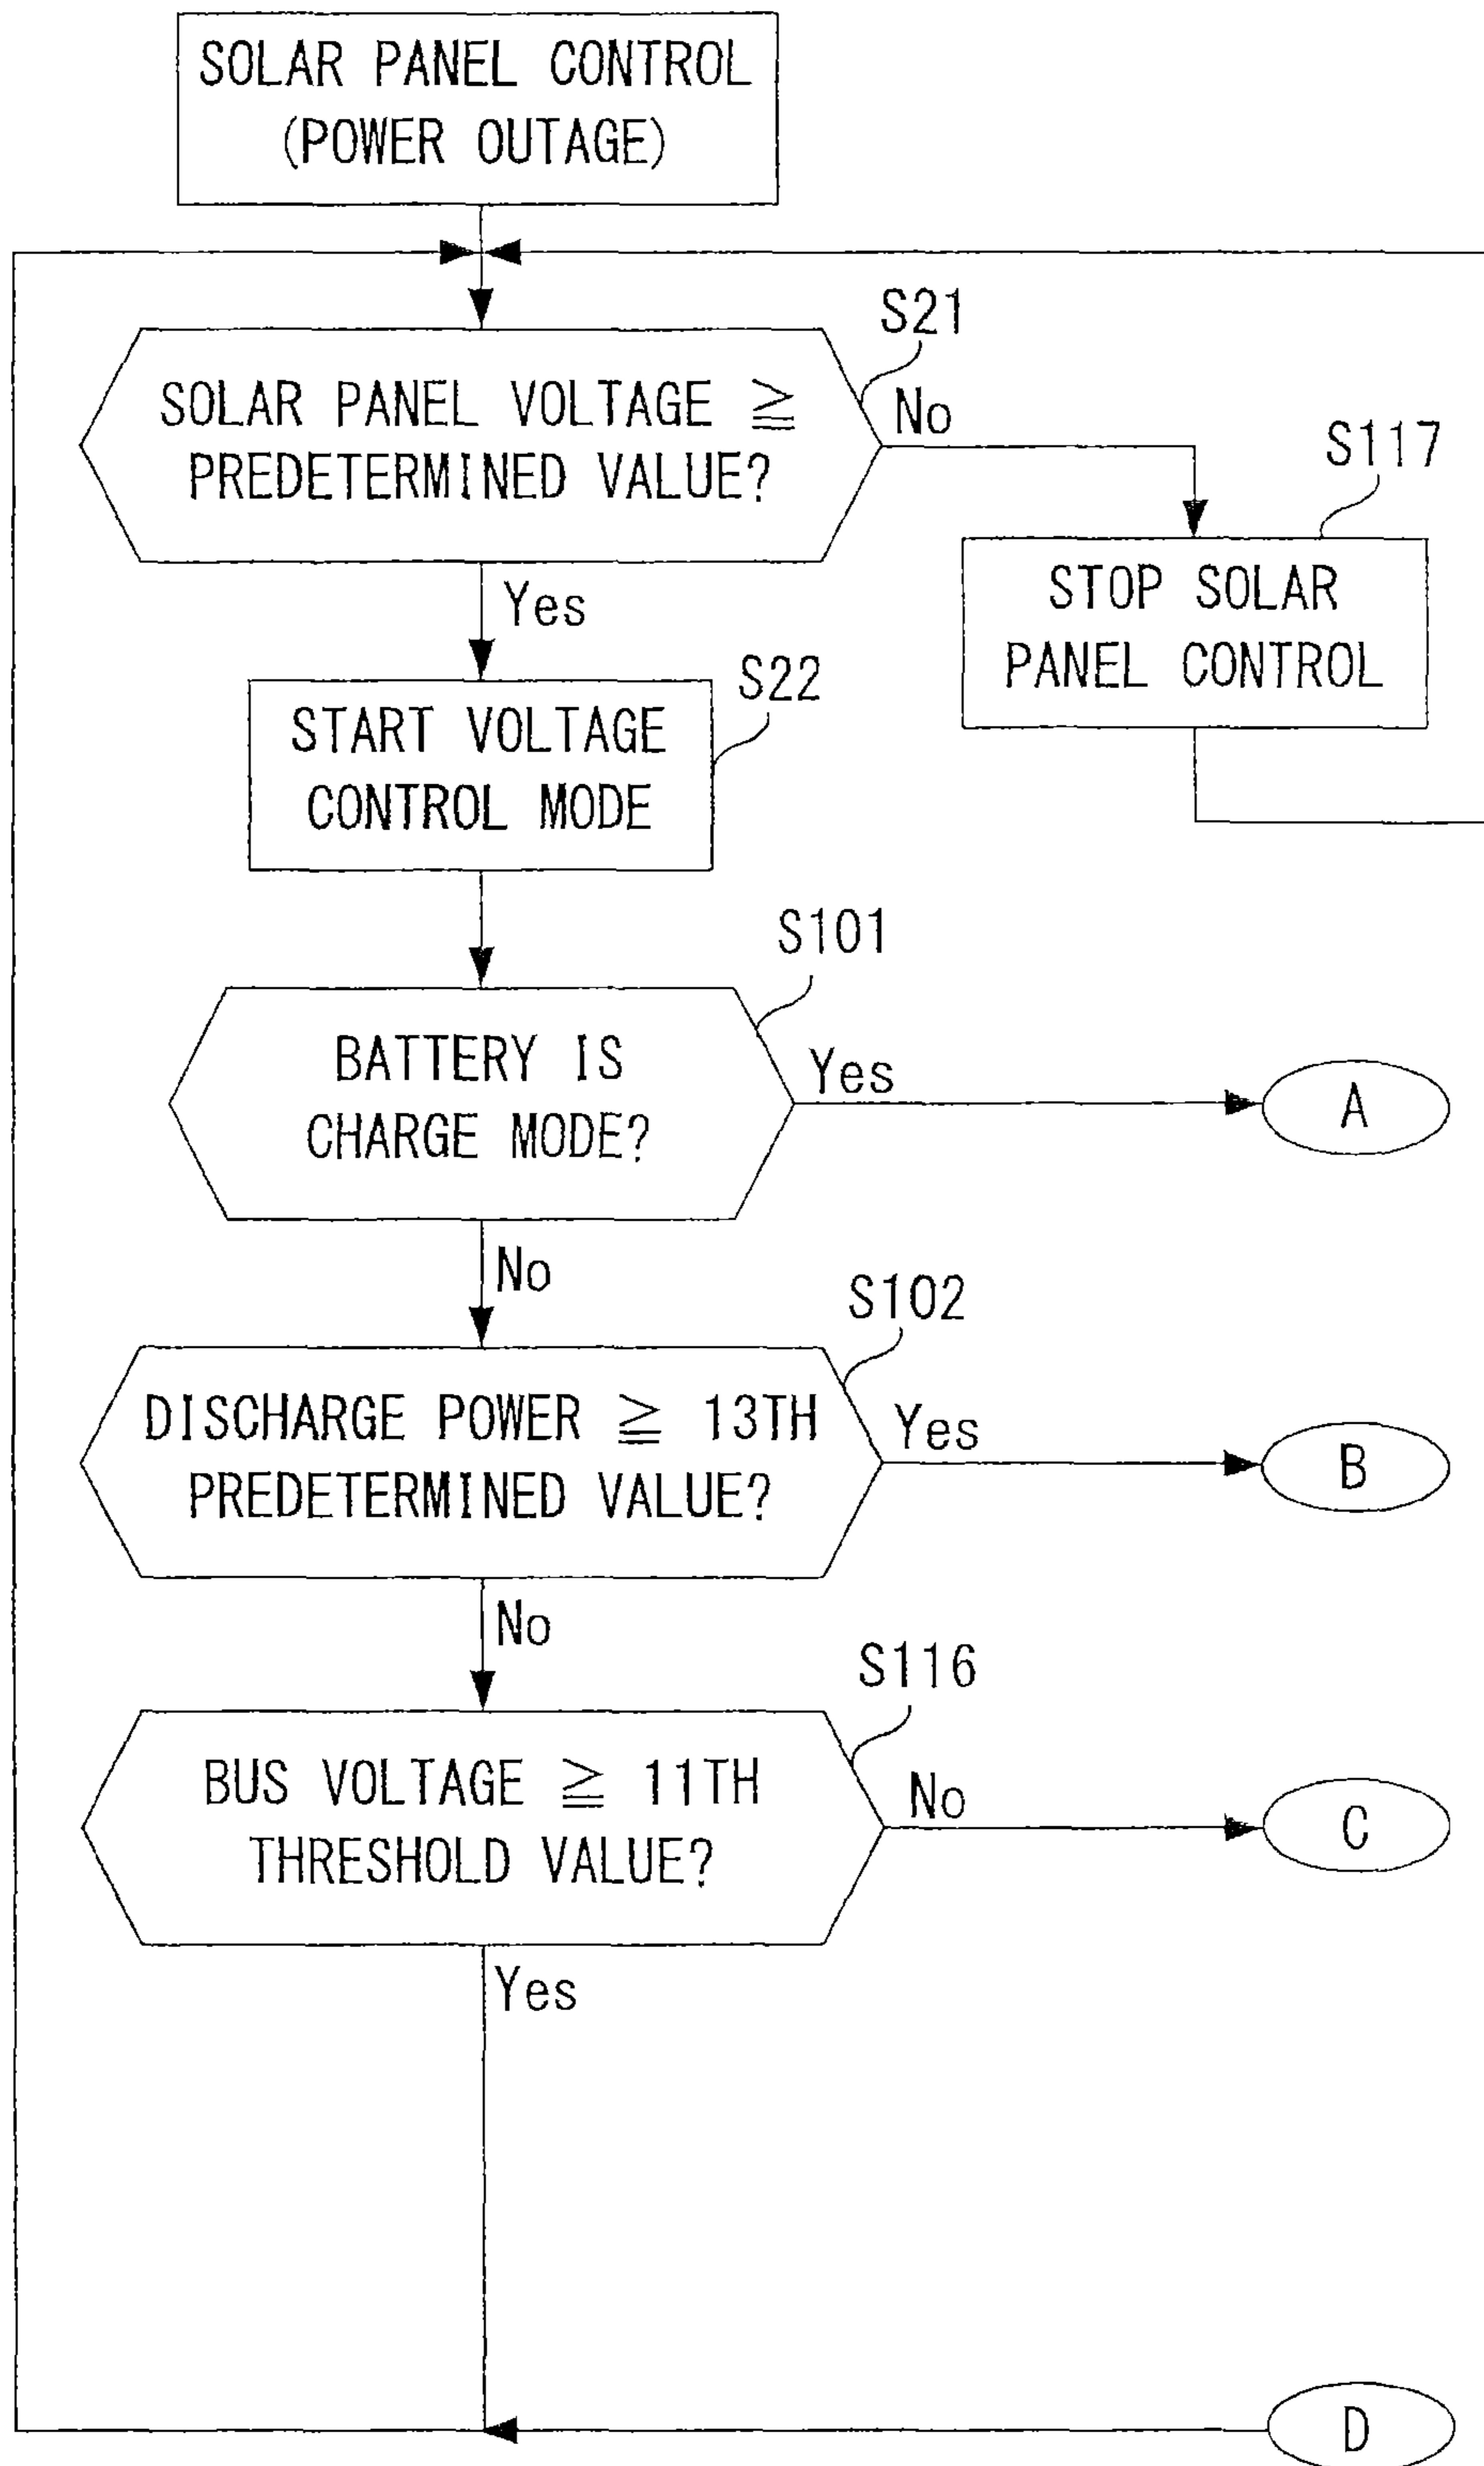 SOLAR PANEL CONTROL
(POWER OUTAGE)
S21
SOLAR PANEL VOLTAGE ≧
PREDETERMINED VALUE?
No
S117
STOP SOLAR
PANEL CONTROL
Yes
S22
START VOLTAGE
CONTROL MODE
S101
BATTERY IS
CHARGE MODE?
Yes
A
No
S102
DISCHARGE POWER ≧ 13TH
PREDETERMINED VALUE?
Yes
B
No
S116
BUS VOLTAGE ≧ 11TH
THRESHOLD VALUE?
No
C
Yes
D